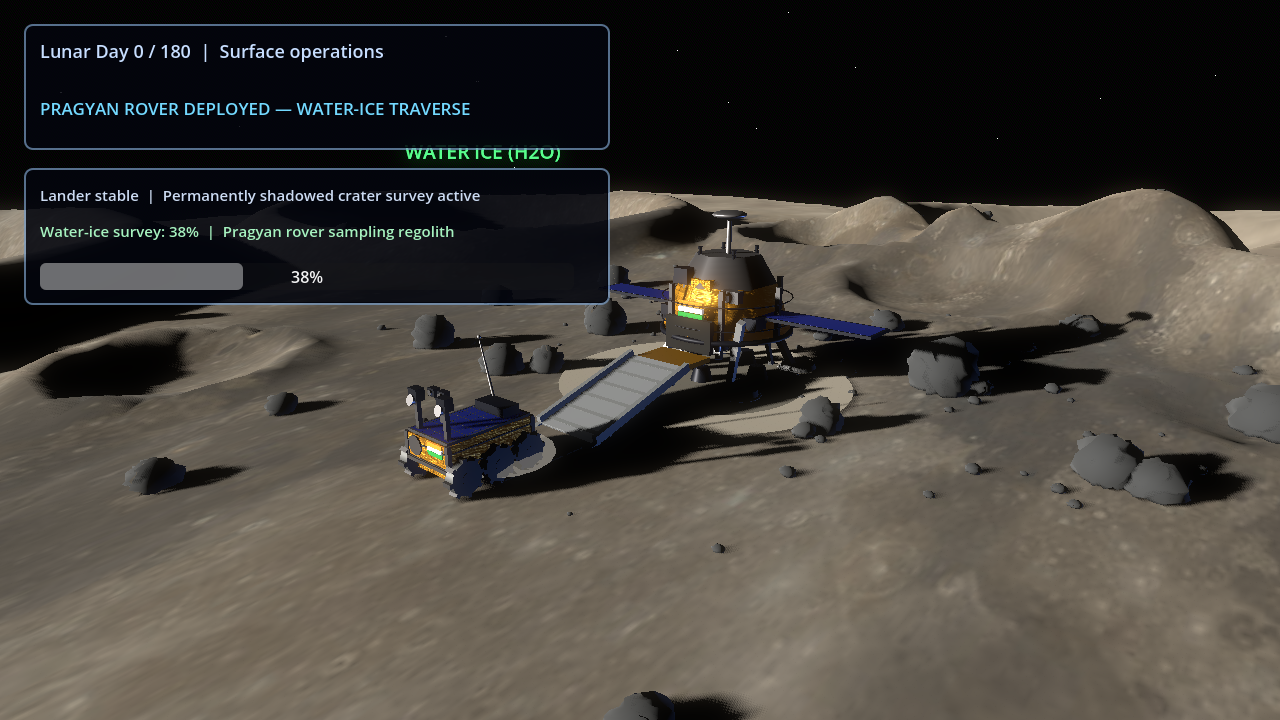 Lunar Day 0 / 180 | Surface operations
PRAGYAN ROVER DEPLOYED — WATER-ICE TRAVERSE
WATER ICE (H2O)
Lander stable | Permanently shadowed crater survey active
Water-ice survey: 38% | Pragyan rover sampling regolith
38%